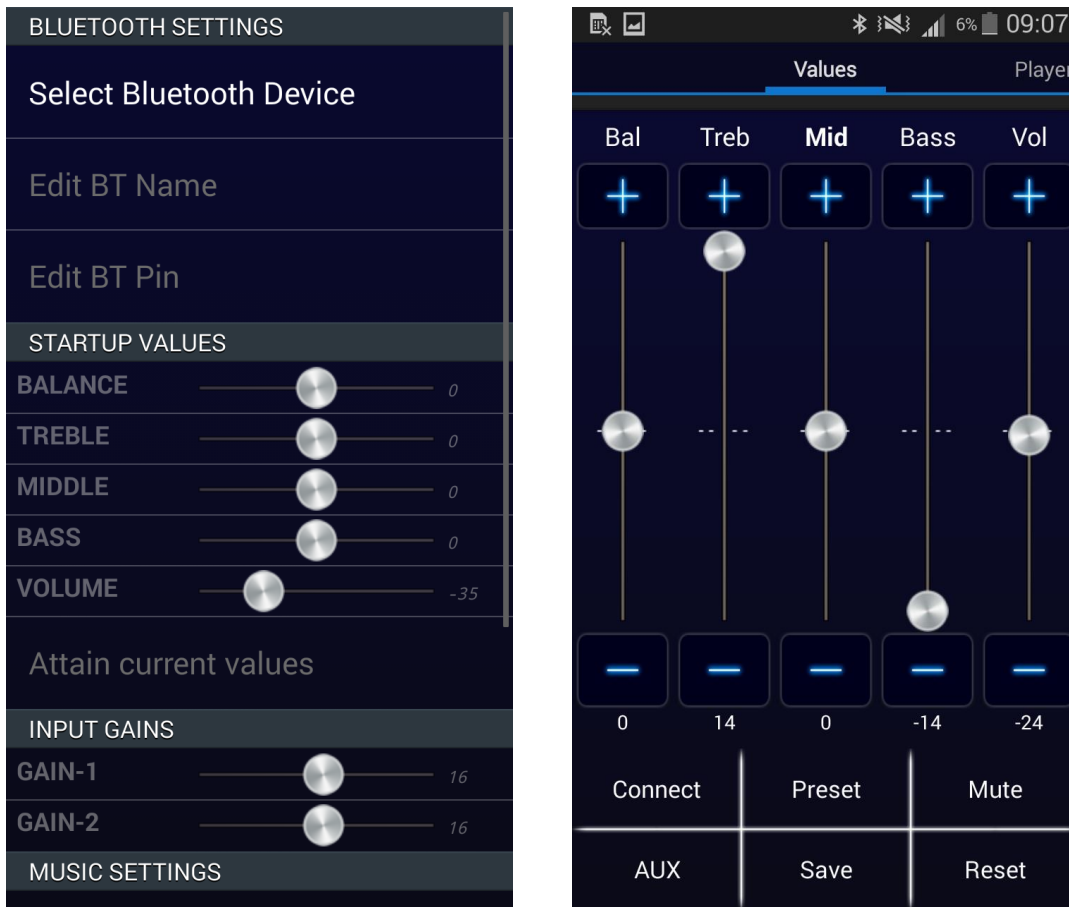 BLUETOOTH SETTINGS
Select Bluetooth Device
Edit BT Name
Edit BT Pin
STARTUP VALUES
BALANCE 0
TREBLE 0
MIDDLE 0
BASS 0
VOLUME -35
Attain current values
INPUT GAINS
GAIN-1 16
GAIN-2 16
MUSIC SETTINGS
6% 09:07
Values Player
Bal Treb Mid Bass Vol
0 14 0 -14 -24
Connect Preset Mute
AUX Save Reset